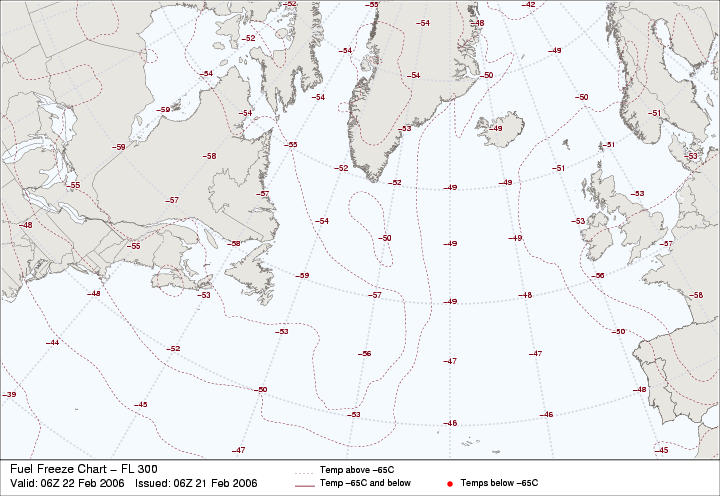 −52 −55 −42
−54 −48
−52
−54 −49
−54 −54 −50
−54 −50
−59 −54 −51
−53 −49
−59 −55 −51
−58 −53
−52 −51
−55 −52 −49 −49
−57 −57 −53
−48 −54 −53
−58 −50 −49 −49 −57
−55
−59 −56
−48 −53 −57 −49 −48 −58
−53 −50
−44 −52 −56 −47 −47
−39 −50 −48
−45 −53 −46 −46
−47 −45
Fuel Freeze Chart − FL 300
Valid: 06Z 22 Feb 2006 Issued: 06Z 21 Feb 2006
Temp above −65C
Temp −65C and below
Temps below −65C